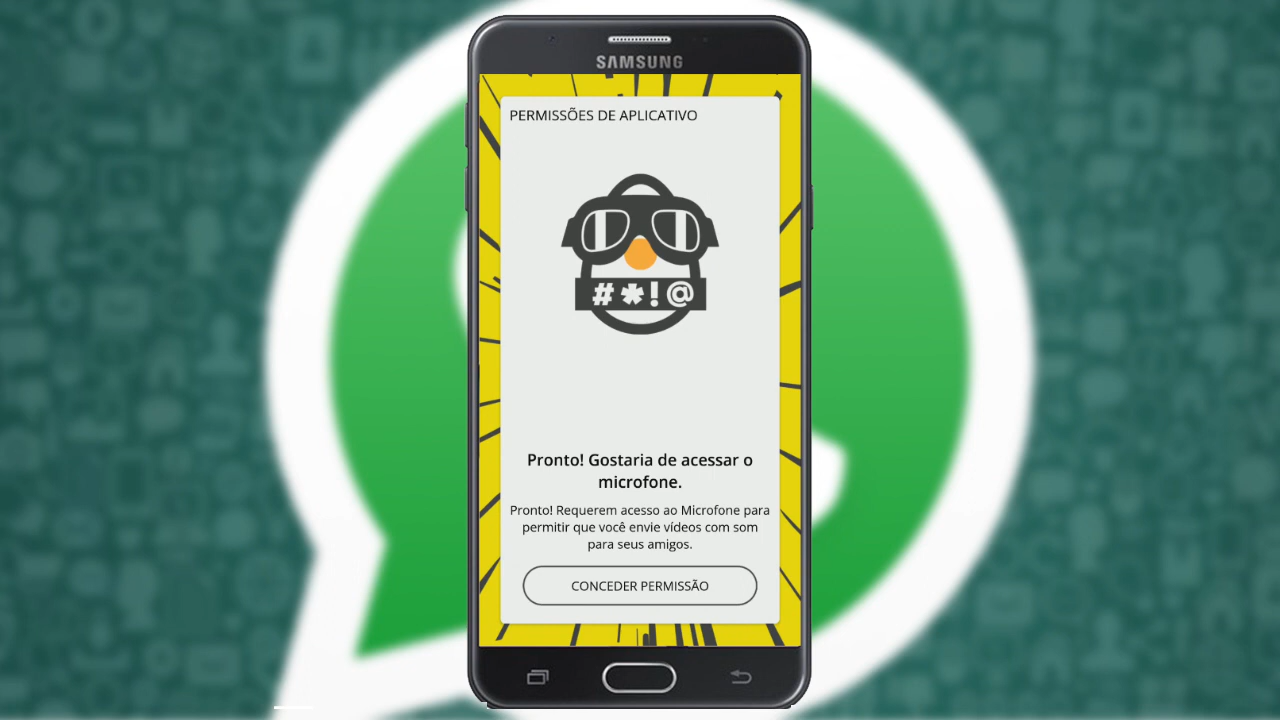 SAMSUNG
PERMISSÕES DE APLICATIVO
#*!@
Pronto! Gostaria de acessar o
microfone.
Pronto! Requerem acesso ao Microfone para
permitir que você envie vídeos com som
para seus amigos.
CONCEDER PERMISSÃO